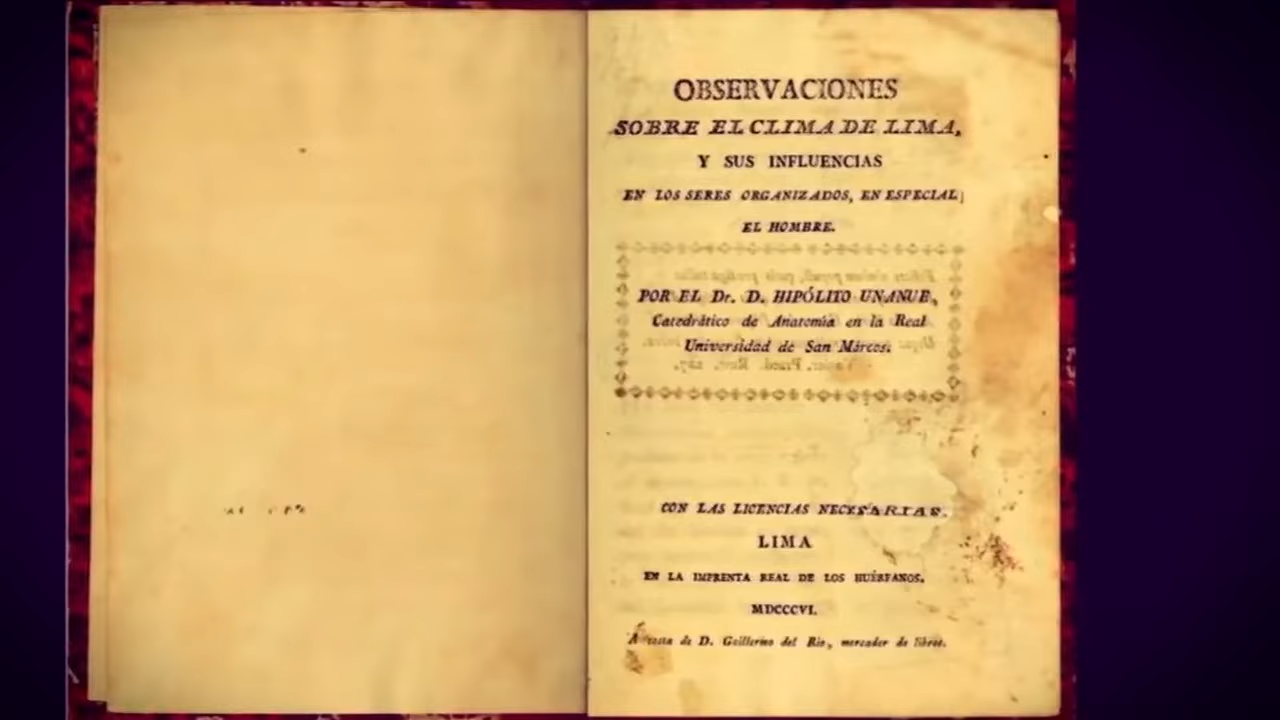 OBSERVACIONES
SOBRE EL CLIMA DE LIMA,
Y SUS INFLUENCIAS
EN LOS SERES ORGANIZADOS, EN ESPECIAL
EL HOMBRE.
POR EL Dr. D. HIPÓLITO UNANUE,
Catedrático de Anatomía en la Real
Universidad de San Márcos.
CON LAS LICENCIAS NECESARIAS.
LIMA
EN LA IMPRENTA REAL DE LOS HUÉRFANOS.
MDCCCVI.
A costa de D. Guillermo del Rio, mercader de libros.